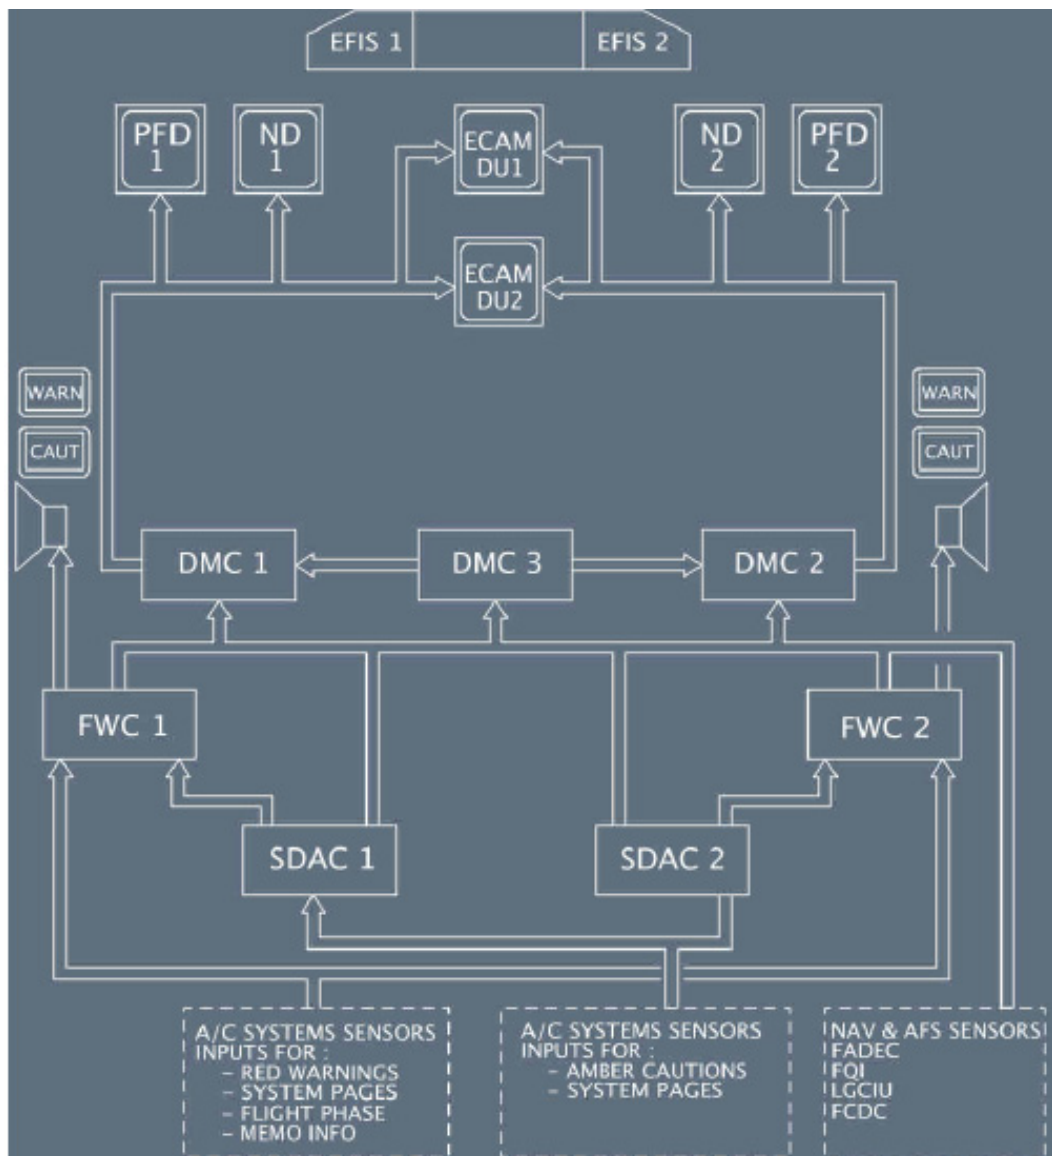 EFIS 1
EFIS 2
PFD
1
ND
1
ECAM
DU1
ND
2
PFD
2
ECAM
DU2
WARN
CAUT
WARN
CAUT
DMC 1
DMC 3
DMC 2
FWC 1
FWC 2
SDAC 1
SDAC 2
A/C SYSTEMS SENSORS
INPUTS FOR :
– RED WARNINGS
– SYSTEM PAGES
– FLIGHT PHASE
– MEMO INFO
A/C SYSTEMS SENSORS
INPUTS FOR :
– AMBER CAUTIONS
– SYSTEM PAGES
NAV & AFS SENSORS
FADEC
FQI
LGCIU
FCDC